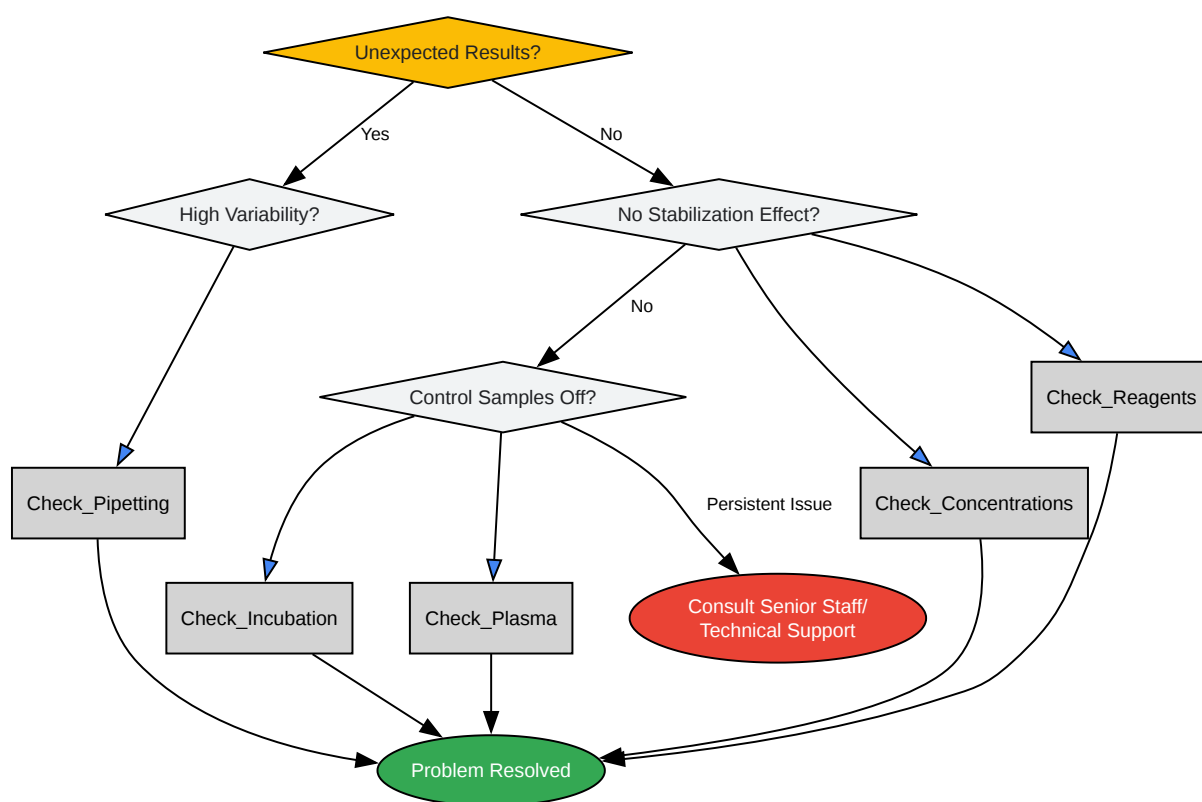 Unexpected Results?
Yes
No
High Variability?
No Stabilization Effect?
No
Control Samples Off?
Check_Reagents
Check_Pipetting
Persistent Issue
Check_Concentrations
Check_Incubation
Check_Plasma
Consult Senior Staff/
Technical Support
Problem Resolved